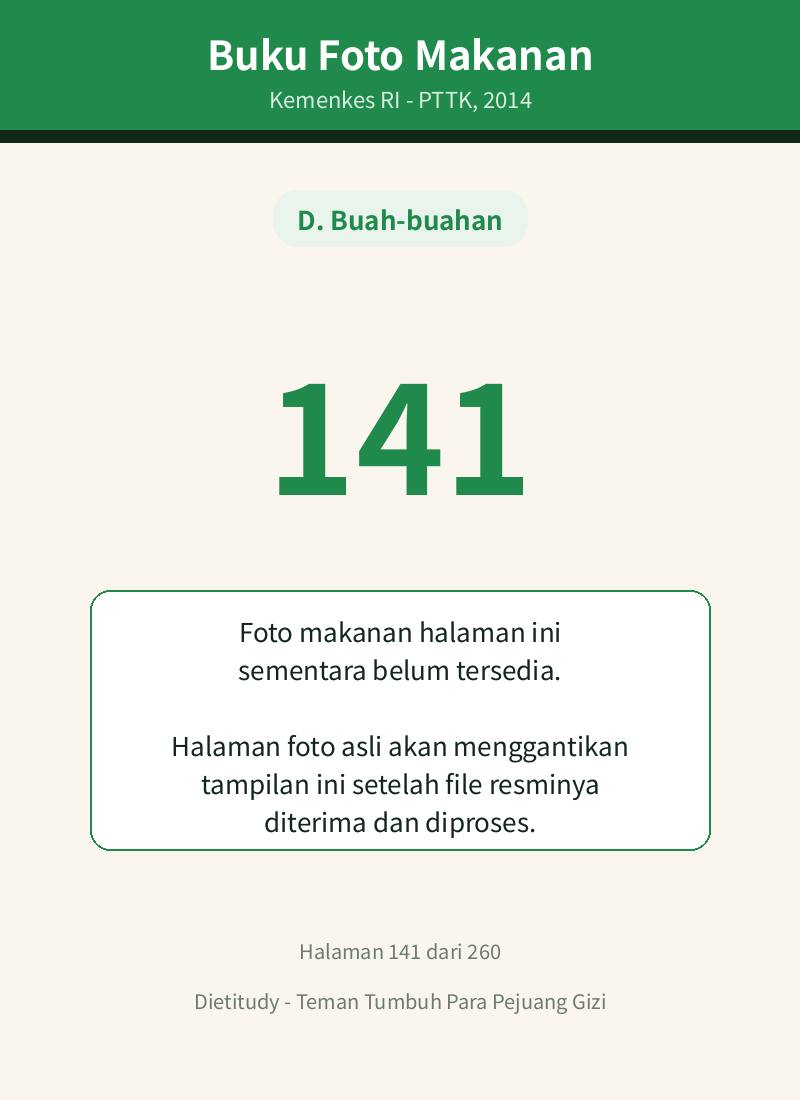 Buku Foto Makanan
Kemenkes RI - PTTK, 2014
D. Buah-buahan
141
Foto makanan halaman ini
sementara belum tersedia.
Halaman foto asli akan menggantikan
tampilan ini setelah file resminya
diterima dan diproses.
Halaman 141 dari 260
Dietitudy - Teman Tumbuh Para Pejuang Gizi